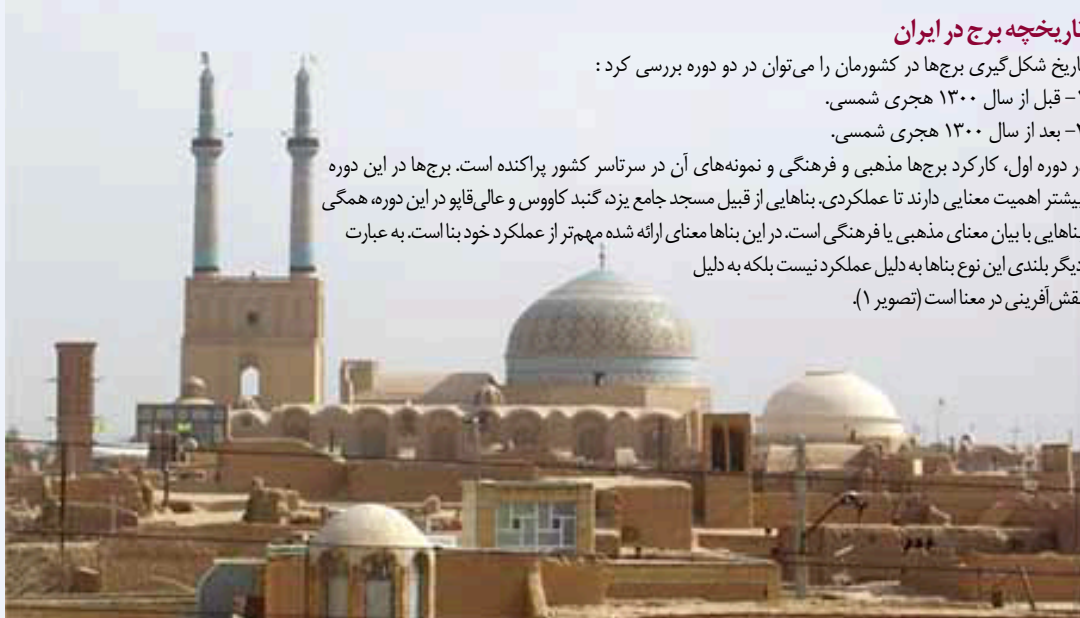 تاریخچه برج در ایران
تاریخ شکل‌گیری برج‌ها در کشورمان را می‌توان در دو دوره بررسی کرد :
۱- قبل از سال ۱۳۰۰ هجری شمسی.
۲- بعد از سال ۱۳۰۰ هجری شمسی.
در دوره اول، کارکرد برج‌ها مذهبی و فرهنگی و نمونه‌های آن در سرتاسر کشور پراکنده است. برج‌ها در این دوره
بیشتر اهمیت معنایی دارند تا عملکردی. بناهایی از قبیل مسجد جامع یزد، گنبد کاووس و عالی‌قاپو در این دوره، همگی
بناهایی با بیان معنای مذهبی یا فرهنگی است. در این بناها معنای ارائه شده مهم‌تر از عملکرد خود بنا است. به عبارت
دیگر بلندی این نوع بناها به دلیل عملکرد نیست بلکه به دلیل
نقش‌آفرینی در معنا است (تصویر ۱).